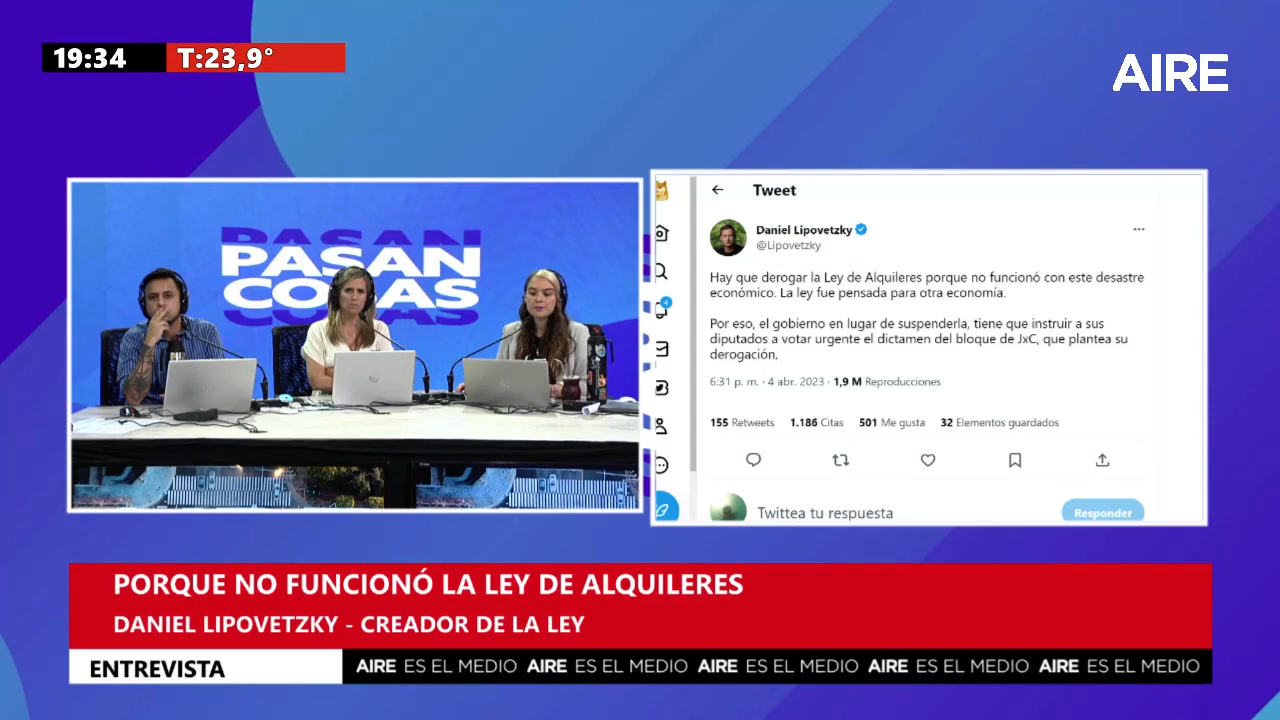 19:34
T:23,9°
AIRE
PASAN
PASAN
COSAS
COSAS
Tweet
Daniel Lipovetzky
@Lipovetzky
Hay que derogar la Ley de Alquileres porque no funcionó con este desastre
económico. La ley fue pensada para otra economía.
Por eso, el gobierno en lugar de suspenderla, tiene que instruir a sus
diputados a votar urgente el dictamen del bloque de JxC, que plantea su
derogación,
6:31 p. m. · 4 abr. 2023 · 1,9 M Reproducciones
155 Retweets 1.186 Citas 501 Me gusta 32 Elementos guardados
4
Twittea tu respuesta
Responder
PORQUE NO FUNCIONÓ LA LEY DE ALQUILERES
DANIEL LIPOVETZKY - CREADOR DE LA LEY
ENTREVISTA
AIRE ES EL MEDIO AIRE ES EL MEDIO AIRE ES EL MEDIO AIRE ES EL MEDIO AIRE ES EL MEDIO